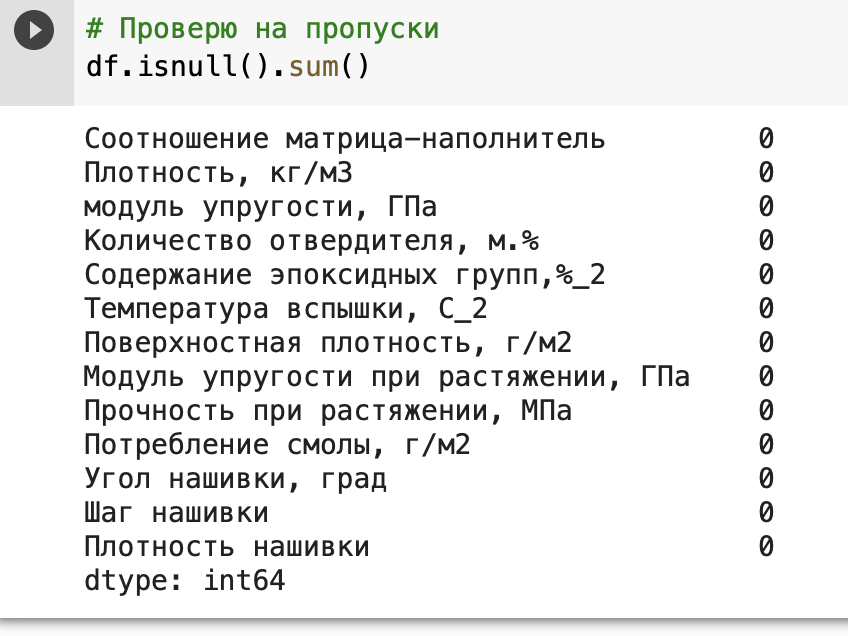 # Проверю на пропуски
df.isnull().sum()
Соотношение матрица-наполнитель 0
Плотность, кг/м3 0
модуль упругости, ГПа 0
Количество отвердителя, м.% 0
Содержание эпоксидных групп,%_2 0
Температура вспышки, С_2 0
Поверхностная плотность, г/м2 0
Модуль упругости при растяжении, ГПа 0
Прочность при растяжении, МПа 0
Потребление смолы, г/м2 0
Угол нашивки, град 0
Шаг нашивки 0
Плотность нашивки 0
dtype: int64